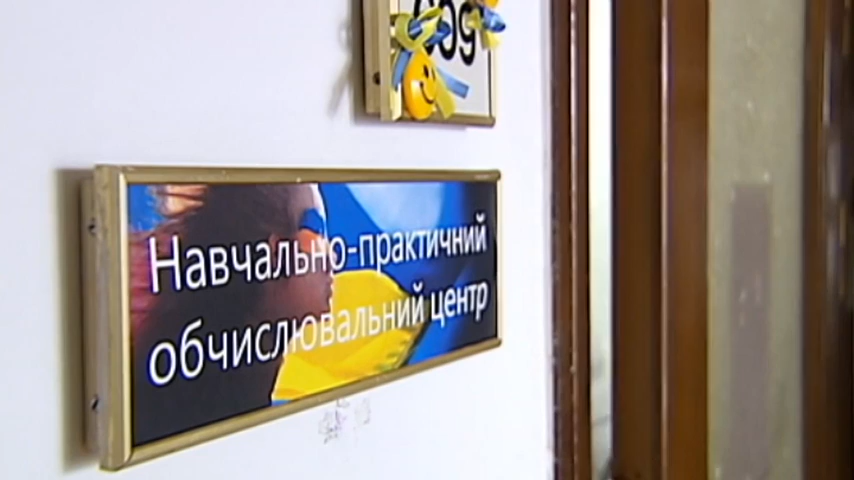 Навчально-практичний
обчислювальний центр